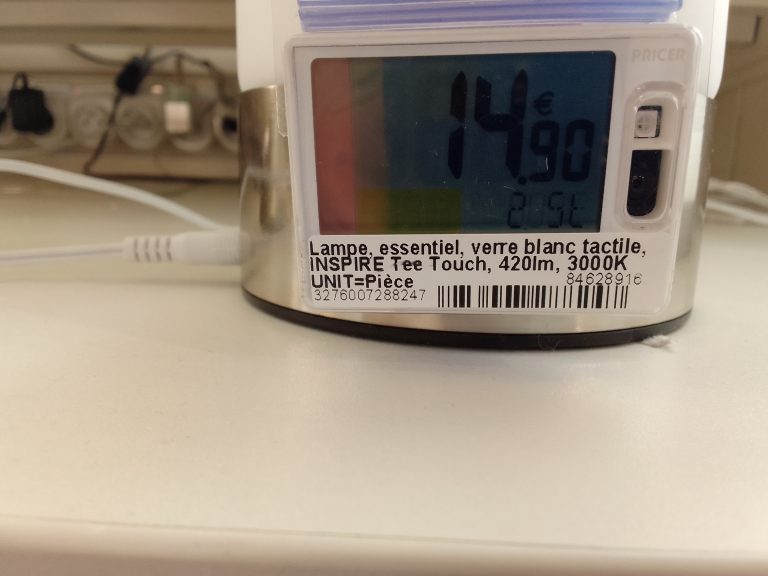 PRICER
14.90 €
Lampe, essentiel, verre blanc tactile,
INSPIRE Tee Touch, 420lm, 3000K
UNIT=Pièce
84628916
3276007288247